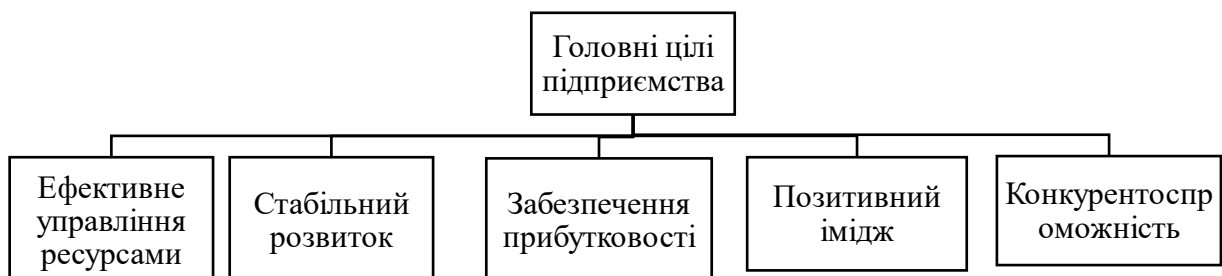 Головні цілі
підприємства
Ефективне
управління
ресурсами
Стабільний
розвиток
Забезпечення
прибутковості
Позитивний
імідж
Конкурентоспр
оможність